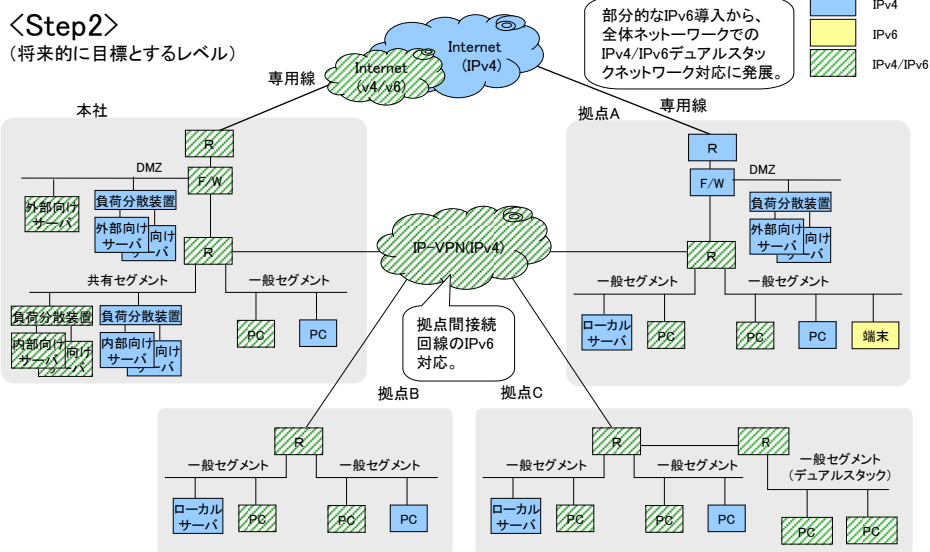 <Step2>
(将来的に目標とするレベル)
部分的なIPv6導入から、
全体ネットーワークでの
IPv4/IPv6デュアルスタッ
クネットワーク対応に発展。
IPv4
IPv6
IPv4/IPv6
Internet
(IPv4)
Internet
(v4/v6)
専用線
専用線
本社
R
DMZ
F/W
外部向け
サーバ
負荷分散装置
外部向け
サーバ
向け
バ
R
共有セグメント
一般セグメント
負荷分散装置
内部向け
サーバ
向け
バ
負荷分散装置
内部向け
サーバ
向け
バ
PC
PC
IP-VPN(IPv4)
拠点間接続
回線のIPv6
対応。
拠点A
R
F/W
DMZ
負荷分散装置
外部向け
サーバ
向け
バ
R
一般セグメント
一般セグメント
ローカル
サーバ
PC
PC
PC
端末
拠点B
R
一般セグメント
一般セグメント
ローカル
サーバ
PC
PC
PC
拠点C
R
R
一般セグメント
一般セグメント
一般セグメント
(デュアルスタック)
ローカル
サーバ
PC
PC
PC
PC
PC